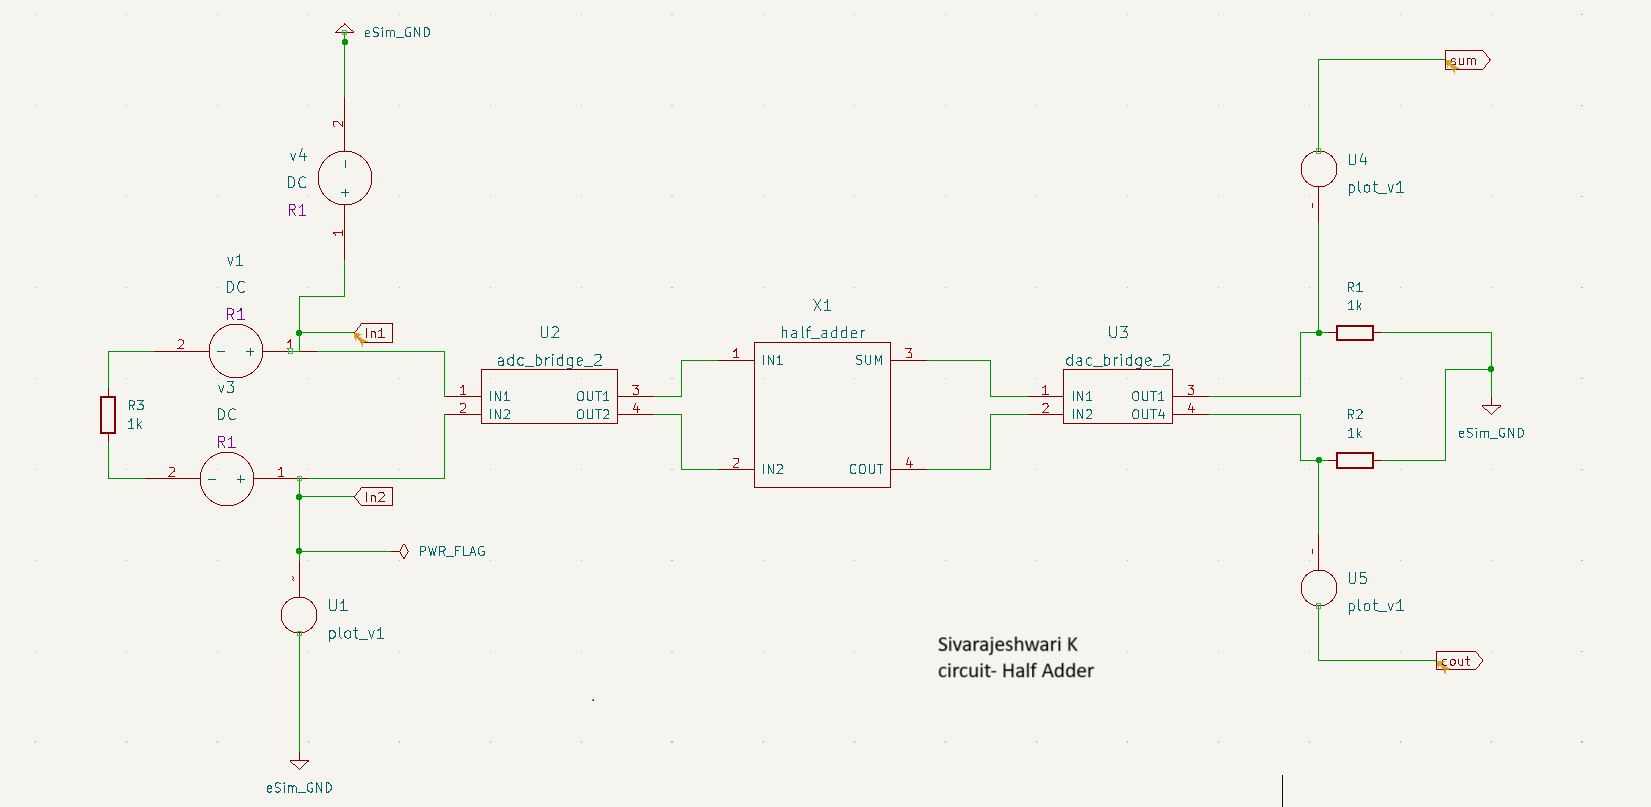 eSim_GND
sum
2
v4
DC
R1
-
+
1
U4
plot_v1
v1
DC
R1
2
- +
1
In1
X1
half_adder
R1
1k
U2
adc_bridge_2
U3
dac_bridge_2
1 IN1 SUM 3
v3
DC
R1
R3
1k
1 IN1 OUT1 3
2 IN2 OUT2 4
1 IN1 OUT1 3
2 IN2 OUT4 4
R2
1k
eSim_GND
2
- +
1
2 IN2 COUT 4
In2
PWR_FLAG
~
U1
plot_v1
U5
plot_v1
Sivarajeshwari K
circuit- Half Adder
cout
eSim_GND